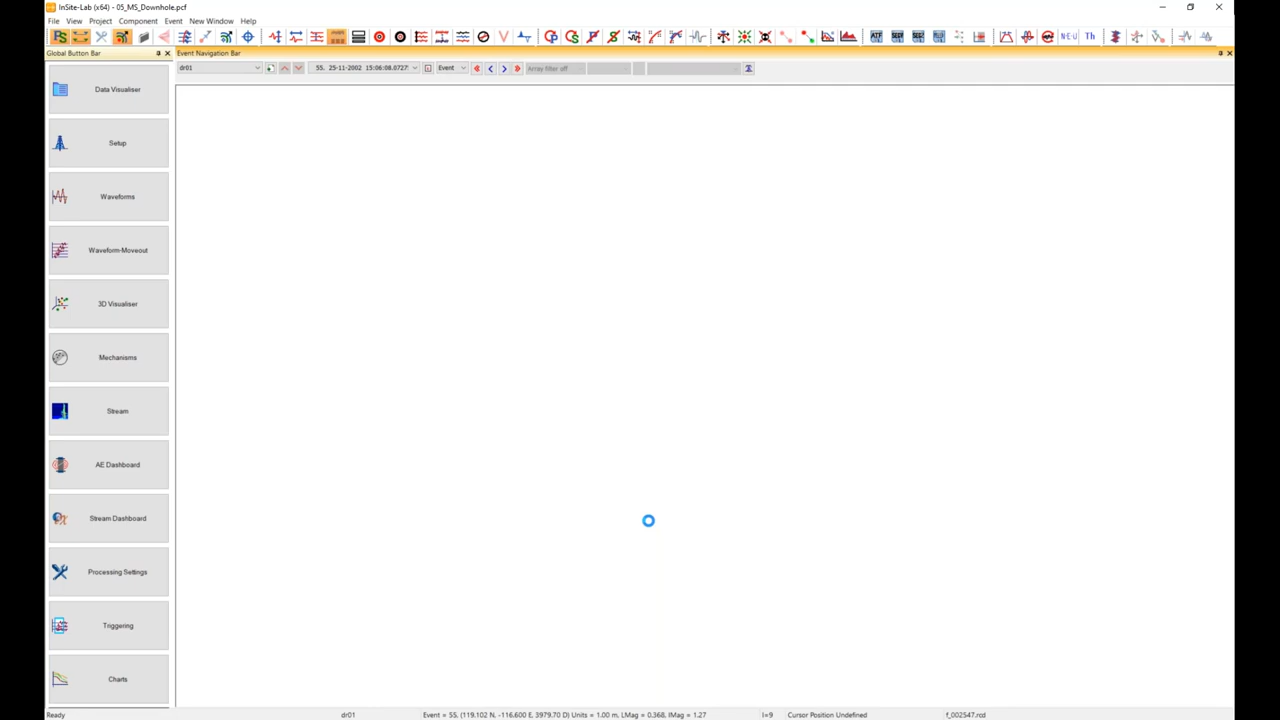 InSite-Lab (x64) - 05_MS_Downhole.pcf
File View Project Component Event New Window Help
Global Button Bar
Event Navigation Bar
dr01
55. 25-11-2002 15:06:08.0727
Event
Array filter off
Data Visualiser
Setup
Waveforms
Waveform-Moveout
3D Visualiser
Mechanisms
Stream
AE Dashboard
Stream Dashboard
Processing Settings
Triggering
Charts
Ready
dr01
Event = 55, (119.102 N, -116.600 E, 3979.70 D) Units = 1.00 m, LMag = 0.368, IMag = 1.27
I=9
Cursor Position Undefined
f_002547.rcd